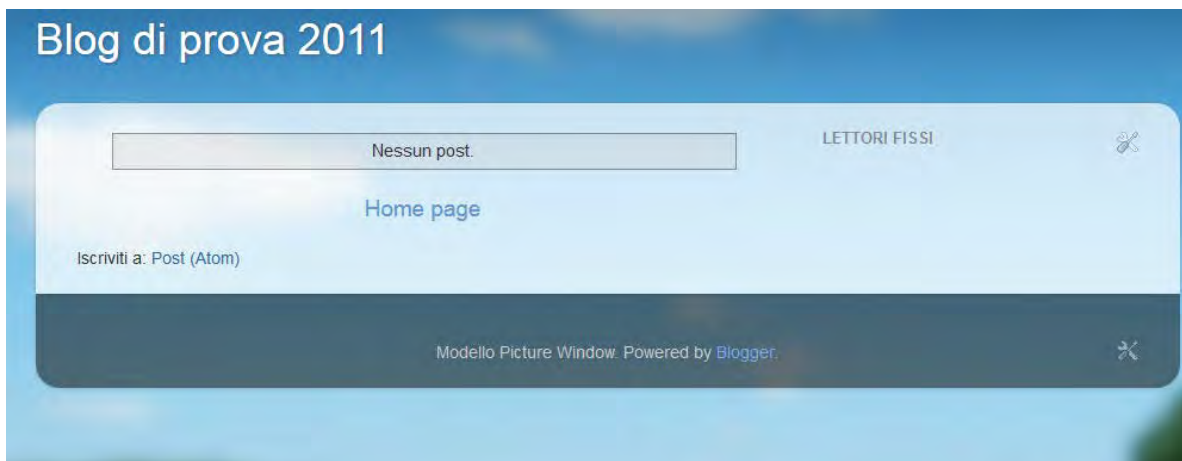 Blog di prova 2011
Nessun post.
LETTORI FISSI
Home page
Iscriviti a: Post (Atom)
Modello Picture Window. Powered by Blogger.